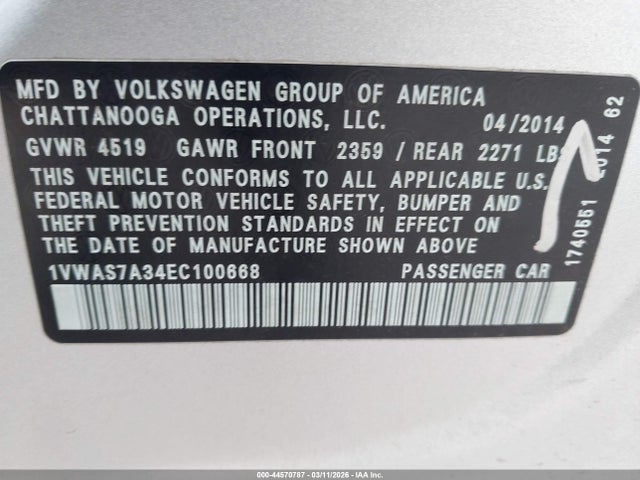 MFD BY VOLKSWAGEN GROUP OF AMERICA
CHATTANOOGA OPERATIONS, LLC. 04/2014
GVWR 4519 GAWR FRONT 2359 / REAR 2271 LB
THIS VEHICLE CONFORMS TO ALL APPLICABLE U.S.
FEDERAL MOTOR VEHICLE SAFETY, BUMPER AND
THEFT PREVENTION STANDARDS IN EFFECT ON
THE DATE OF MANUFACTURE SHOWN ABOVE
1VWAS7A34EC100668 PASSENGER CAR
1740551 2014 62
000-44570787 - 03/11/2026 - IAA Inc.